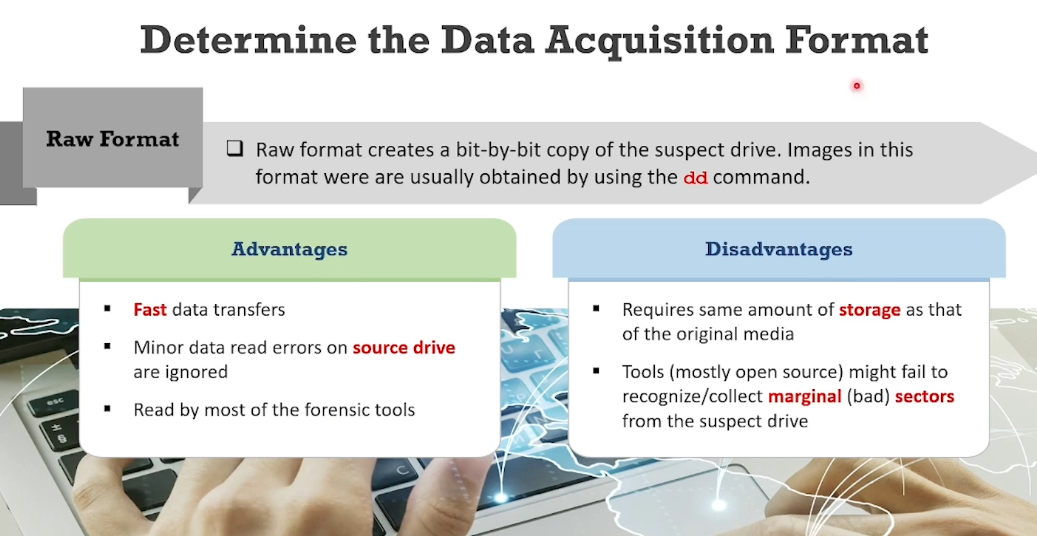 Determine the Data Acquisition Format
Raw Format
❑ Raw format creates a bit-by-bit copy of the suspect drive. Images in this
format were are usually obtained by using the dd command.
Advantages
▪ Fast data transfers
▪ Minor data read errors on source drive
are ignored
▪ Read by most of the forensic tools
Disadvantages
▪ Requires same amount of storage as that
of the original media
▪ Tools (mostly open source) might fail to
recognize/collect marginal (bad) sectors
from the suspect drive
esc
§
C